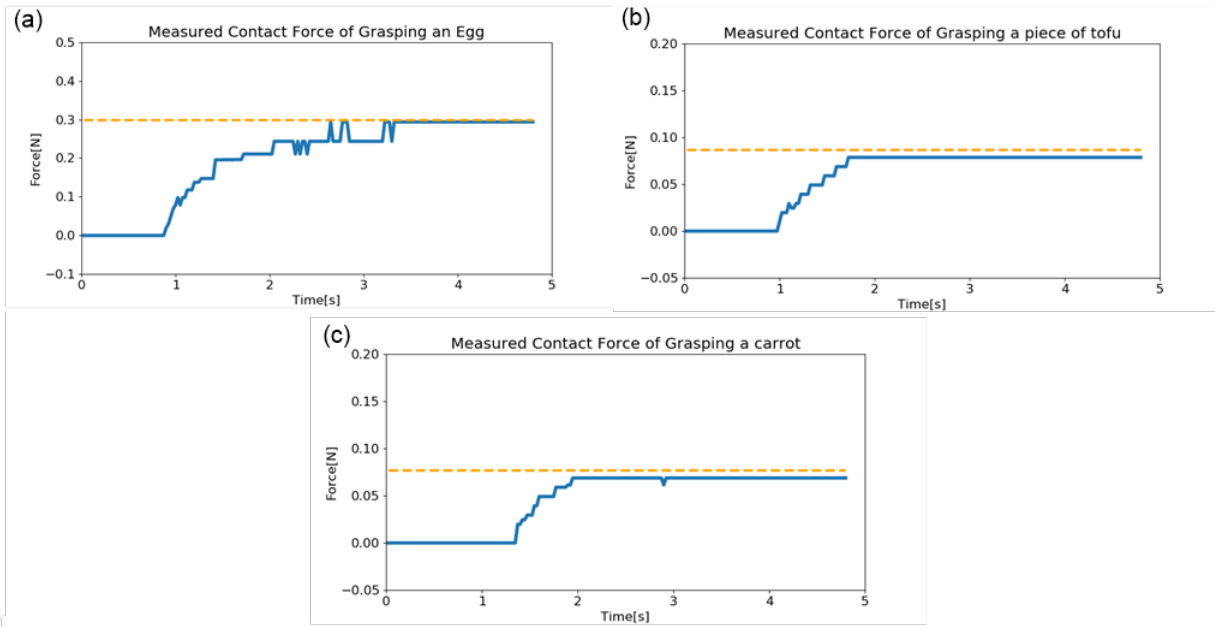 (a)
Measured Contact Force of Grasping an Egg
0.5
0.4
0.3
0.2
0.1
0.0
−0.1
Force[N]
0 1 2 3 4 5
Time[s]
(b)
Measured Contact Force of Grasping a piece of tofu
0.20
0.15
0.10
0.05
0.00
−0.05
Force[N]
0 1 2 3 4 5
Time[s]
(c)
Measured Contact Force of Grasping a carrot
0.20
0.15
0.10
0.05
0.00
−0.05
Force[N]
0 1 2 3 4 5
Time[s]